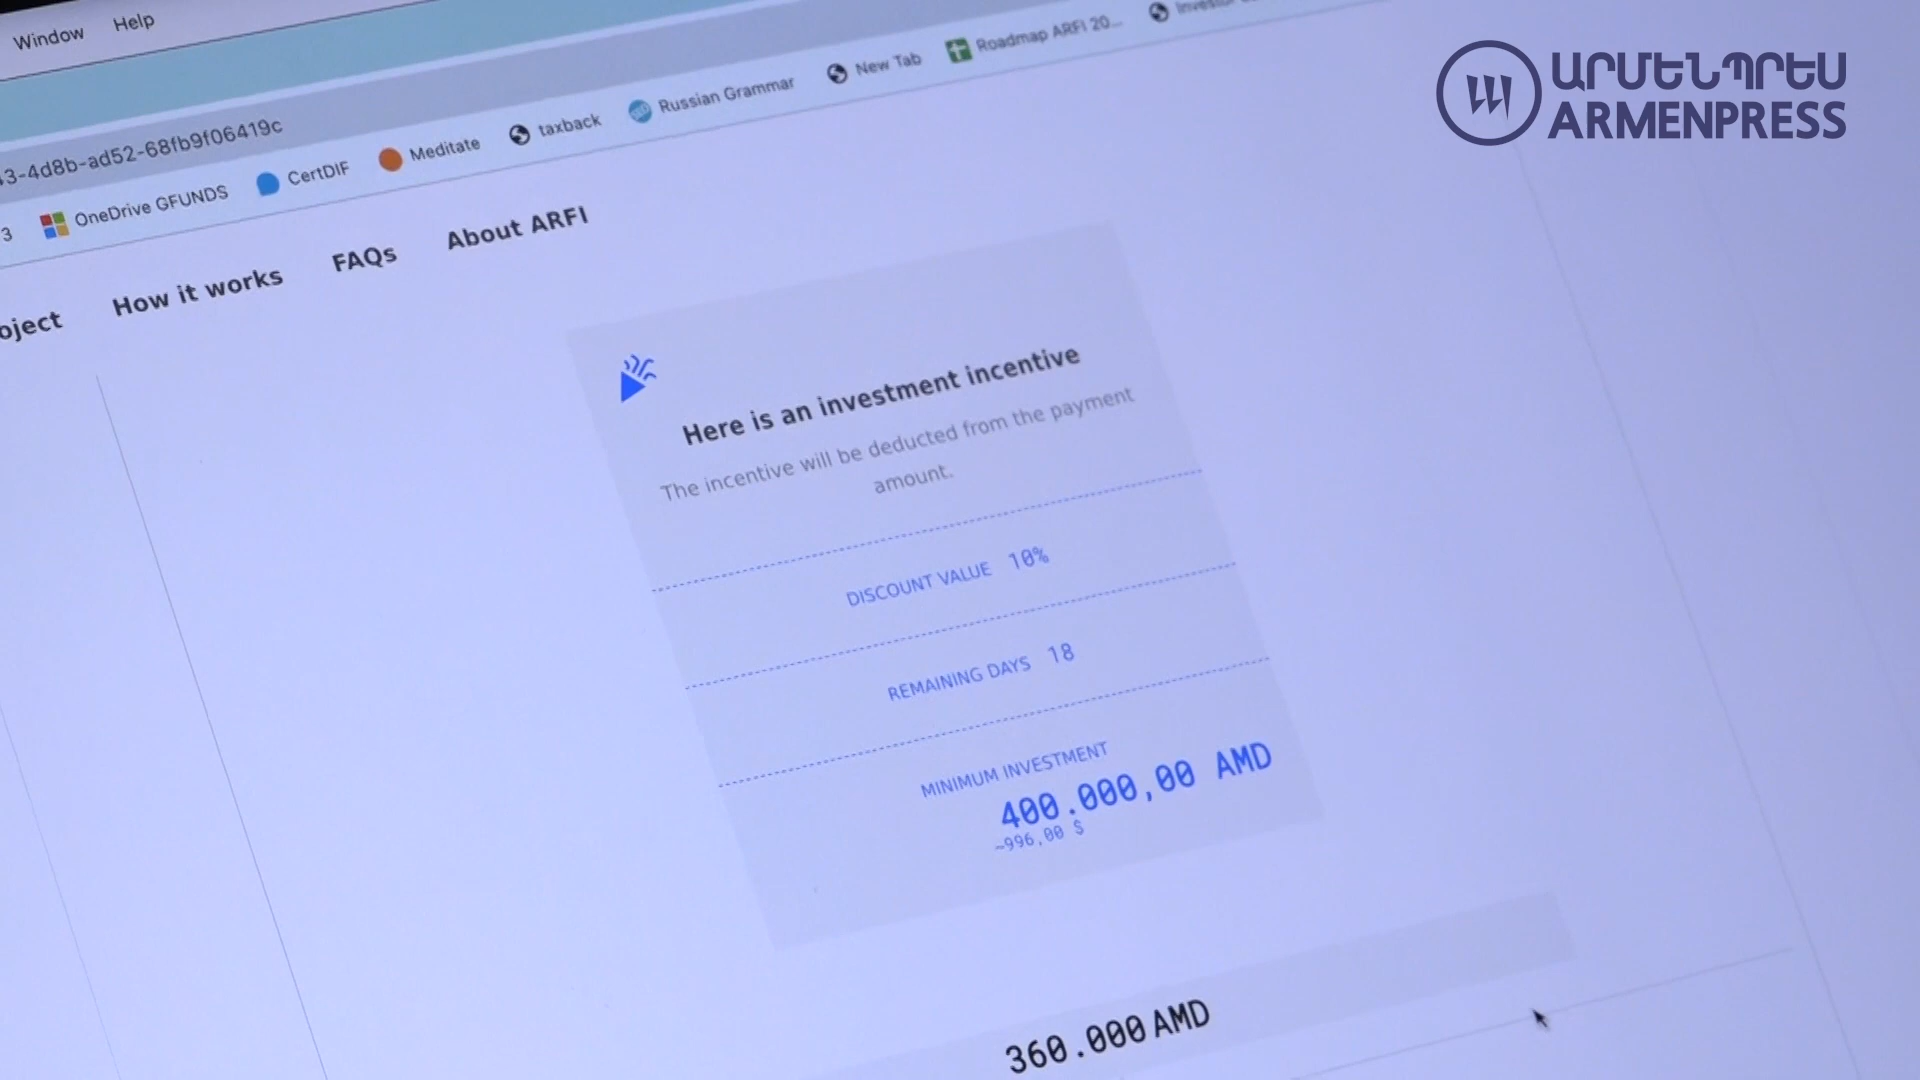 Window Help
ԱՐՄԵՆՊՐԵՍ
ARMENPRESS
3-4d8b-ad52-68fb9f06419c
3 OneDrive GFUNDS CertDIF Meditate taxback Russian Grammar New Tab Roadmap ARFI 20...
How it works FAQs About ARFI
Here is an investment incentive
The incentive will be deducted from the payment
amount.
DISCOUNT VALUE 10%
REMAINING DAYS 18
MINIMUM INVESTMENT
400.000,00 AMD
~996,00 $
360.000 AMD